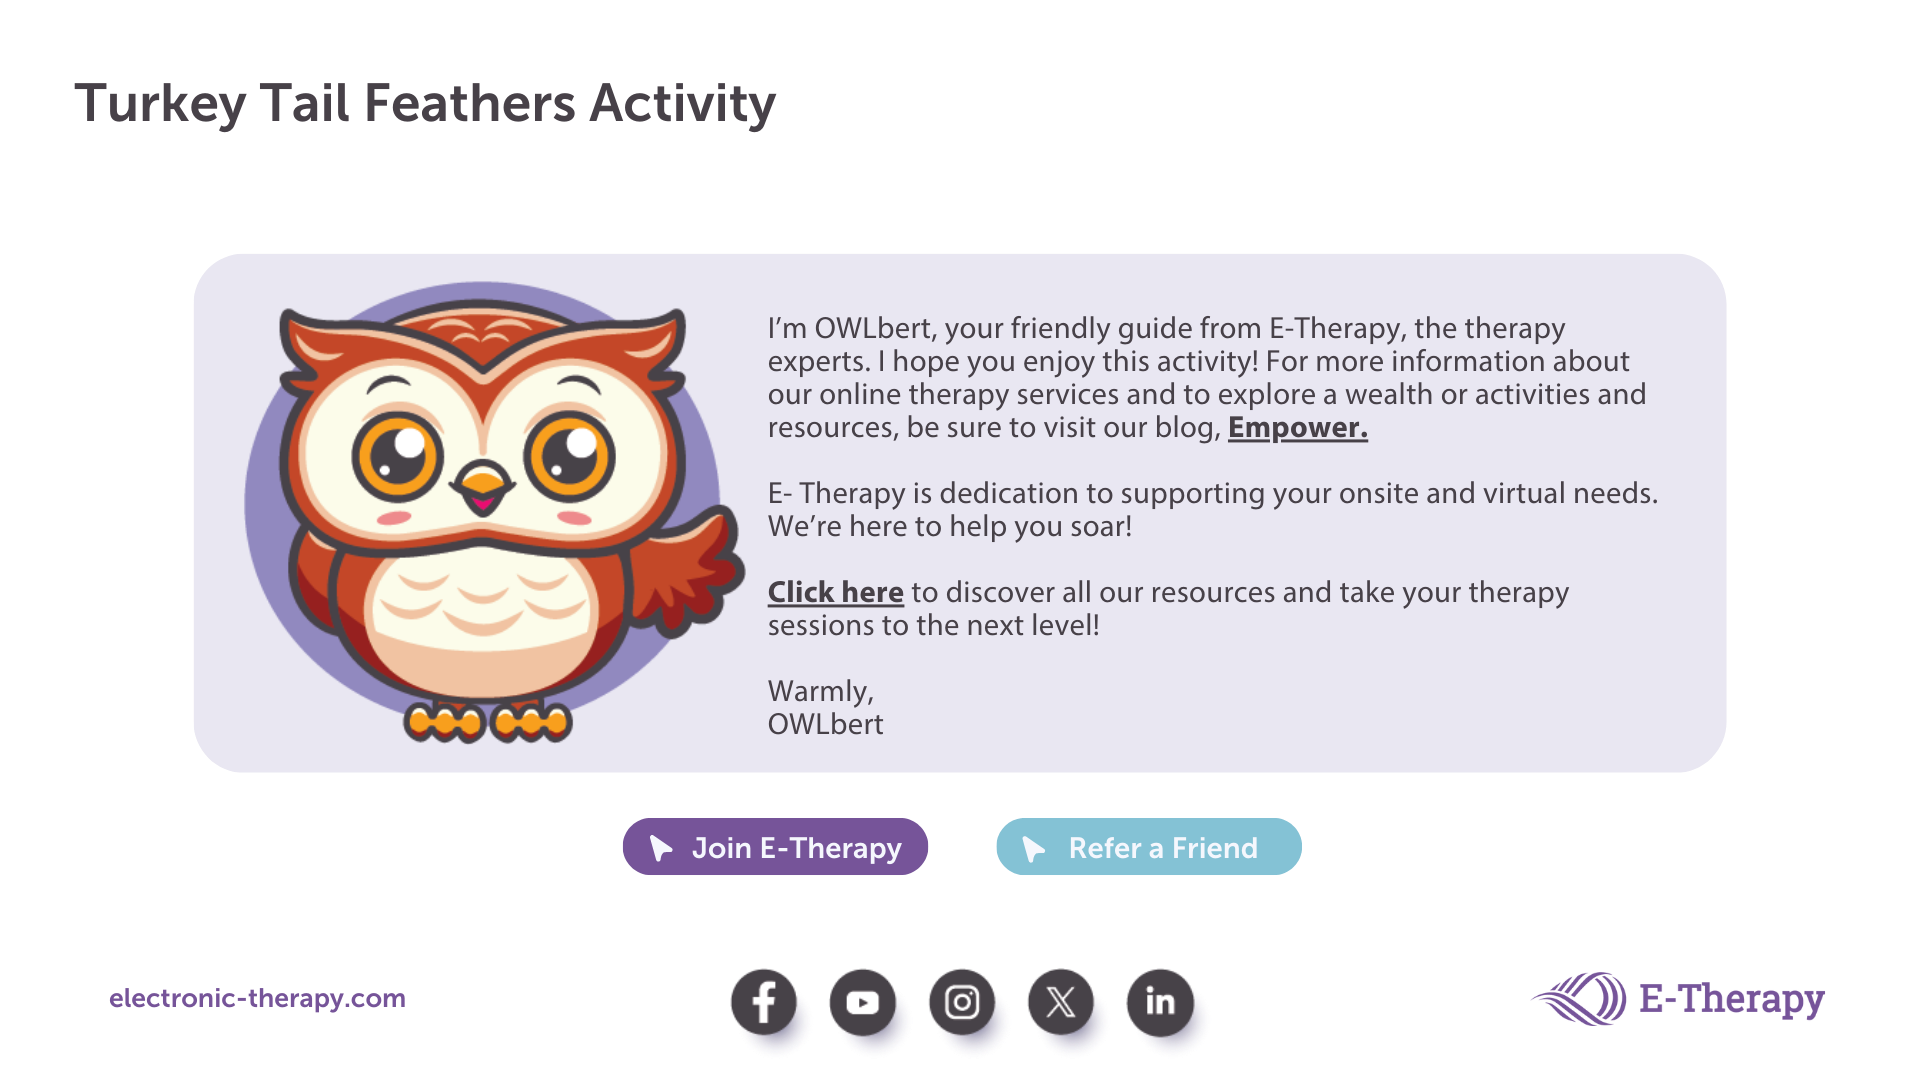 Turkey Tail Feathers Activity
I’m OWLbert, your friendly guide from E-Therapy, the therapy
experts. I hope you enjoy this activity! For more information about
our online therapy services and to explore a wealth or activities and
resources, be sure to visit our blog, Empower.
E- Therapy is dedication to supporting your onsite and virtual needs.
We’re here to help you soar!
Click here to discover all our resources and take your therapy
sessions to the next level!
Warmly,
OWLbert
Join E-Therapy
Refer a Friend
electronic-therapy.com
E-Therapy